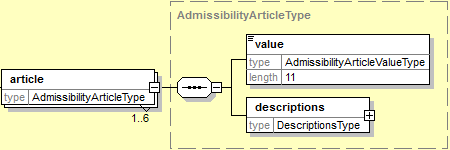 AdmissibilityArticleType
value
type AdmissibilityArticleValueType
length 11
article
type AdmissibilityArticleType
1..6
descriptions
type DescriptionsType